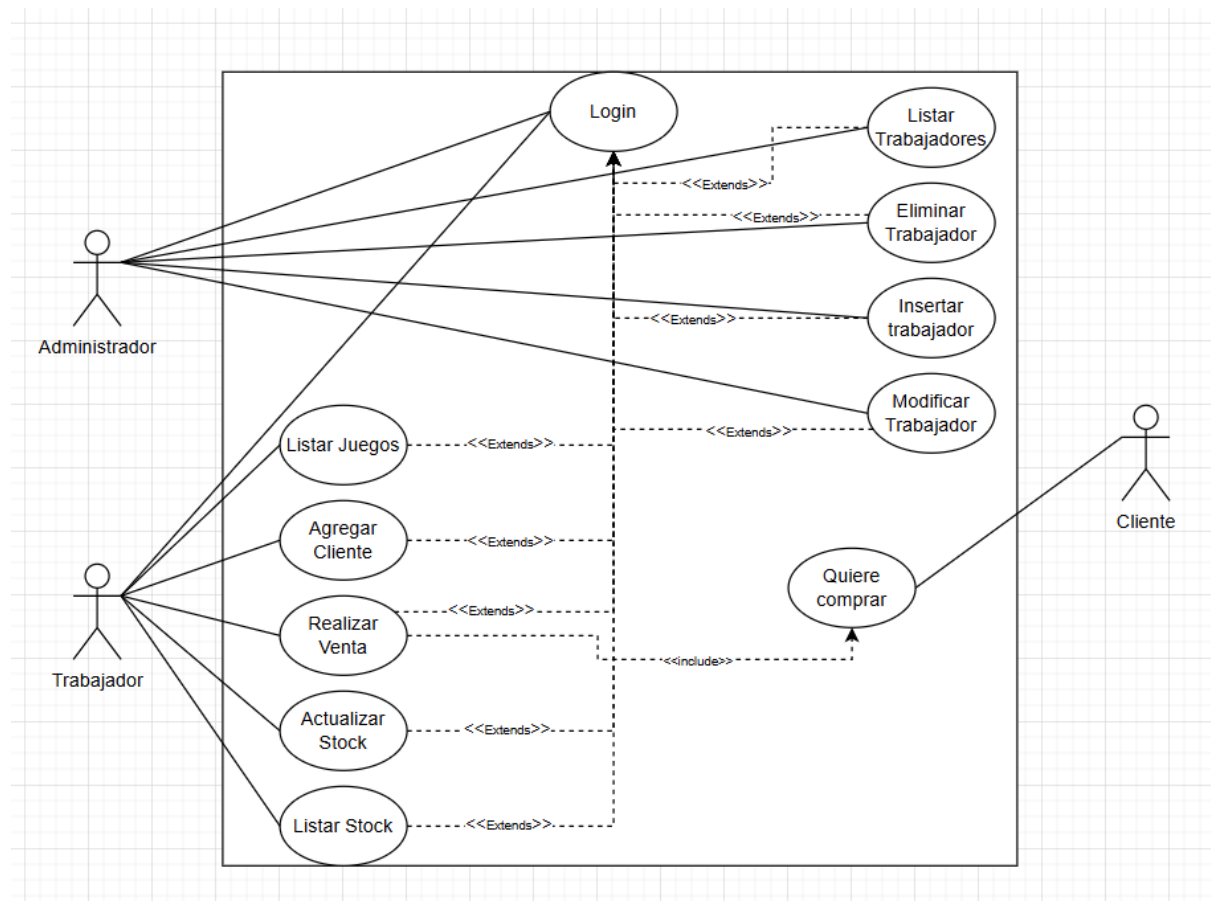 Login
Listar
Trabajadores
<<Extends>>
<<Extends>>
Eliminar
Trabajador
Administrador
Insertar
trabajador
<<Extends>>
Modificar
Trabajador
<<Extends>>
Listar Juegos
<<Extends>>
Cliente
Agregar
Cliente
<<Extends>>
Quiere
comprar
Trabajador
Realizar
Venta
<<Extends>>
<<include>>
Actualizar
Stock
<<Extends>>
Listar Stock
<<Extends>>